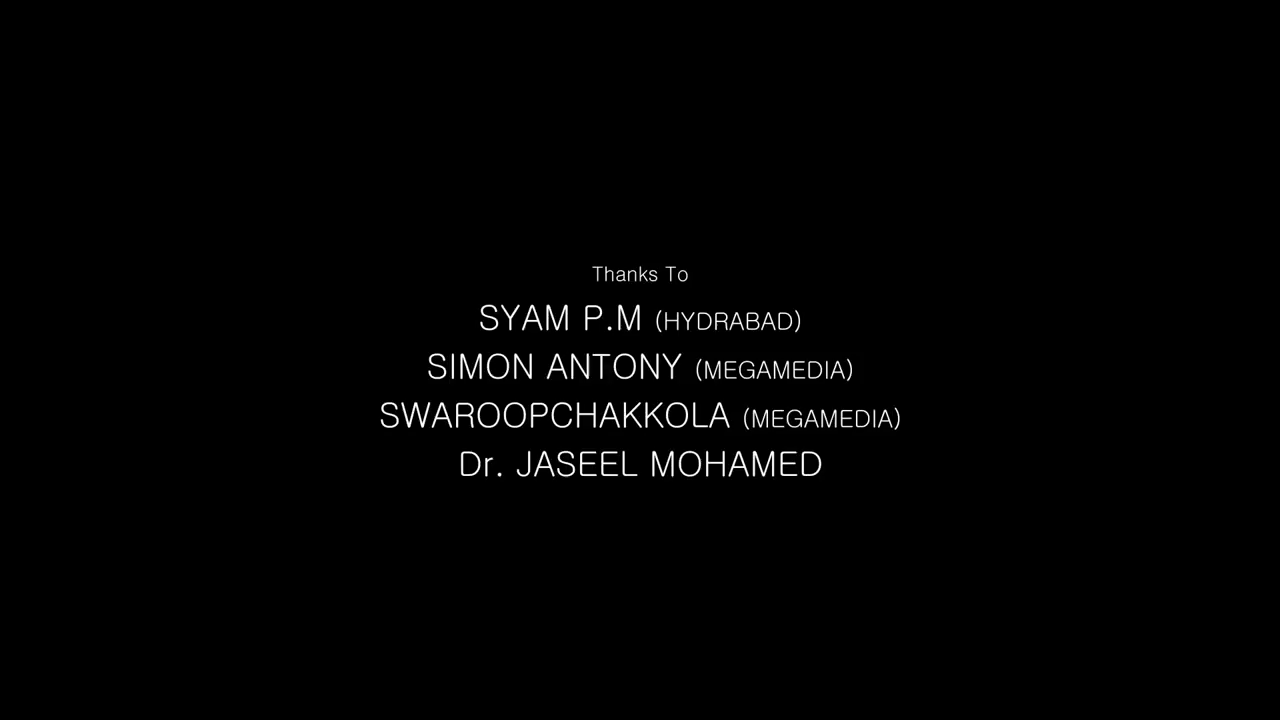 Thanks To
SYAM P.M (HYDRABAD)
SIMON ANTONY (MEGAMEDIA)
SWAROOPCHAKKOLA (MEGAMEDIA)
Dr. JASEEL MOHAMED